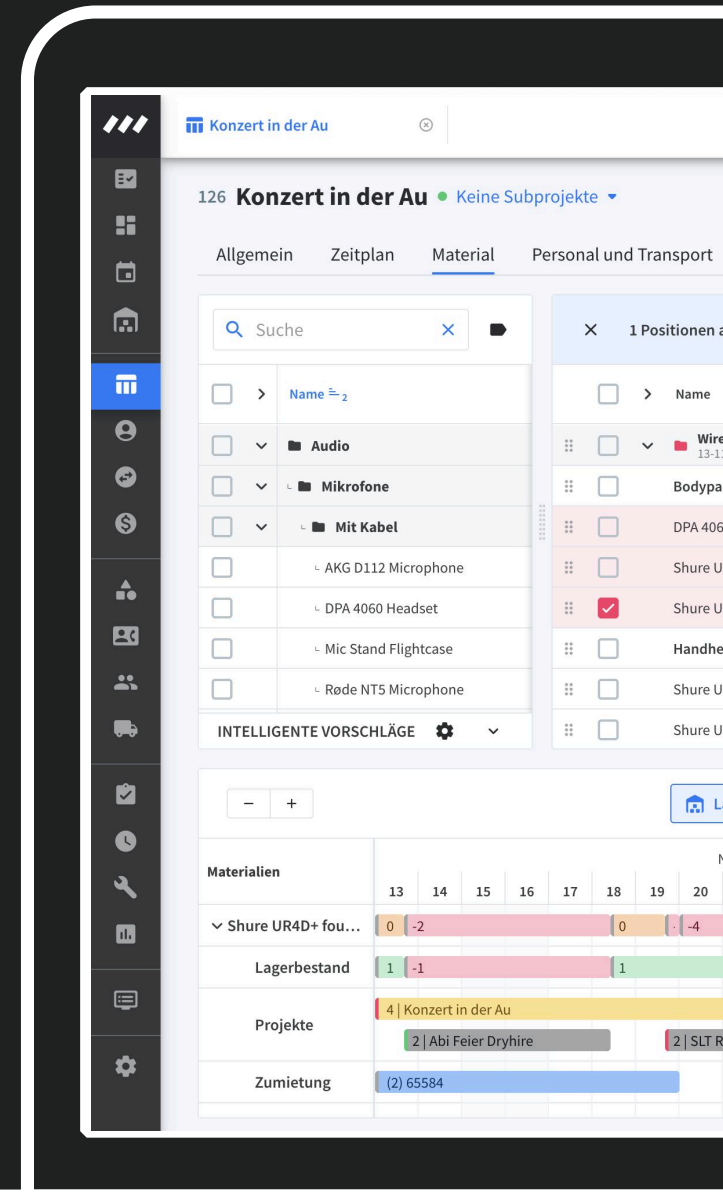 Konzert in der Au
126 Konzert in der Au Keine Subprojekte
Allgemein Zeitplan Material Personal und Transport
Suche
1 Positionen
Name 2
Name
Audio
Mikrofone
Mit Kabel
AKG D112 Microphone
DPA 4060 Headset
Shure
Mic Stand Flightcase
Røde NT5 Microphone
Shure
INTELLIGENTE VORSCHLÄGE
Shure
− +
Materialien
13 14 15 16 17 18 19 20
Shure UR4D+ fou...
0 -2 0 -4
Lagerbestand
1 -1 1
Projekte
4 | Konzert in der Au
2 | Abi Feier Dryhire
2 | SLT
Zumietung
(2) 65584